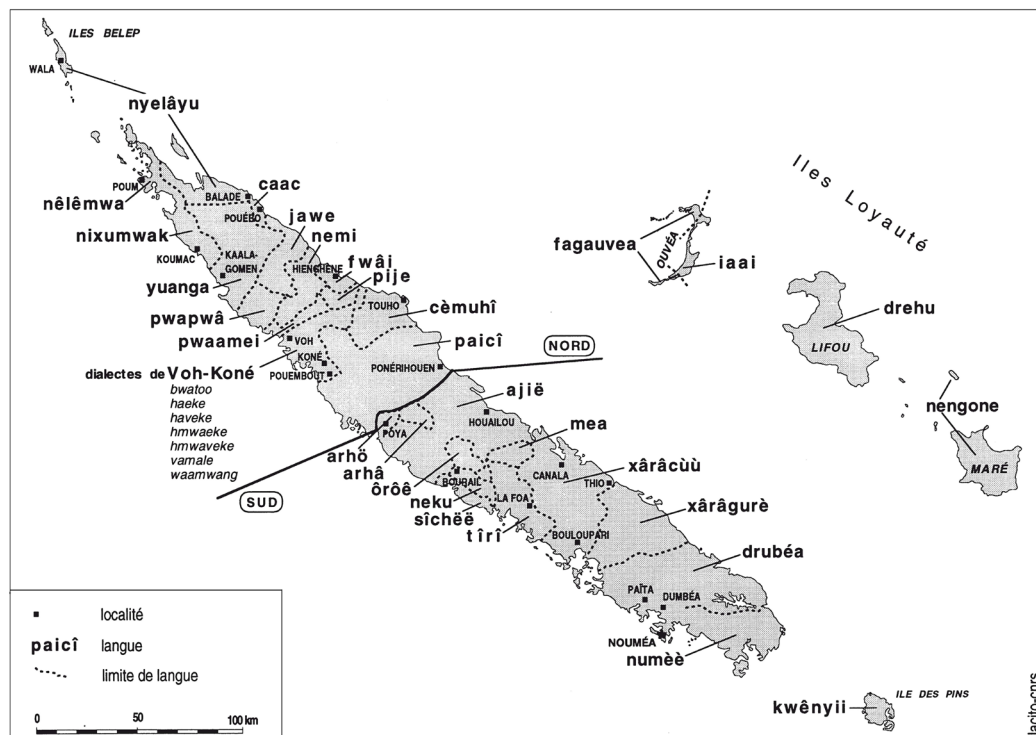 ILES BELEP
WALA
nyelâyu
POUM
BALADE
caac
nêlêmwa
POUÉBO
jawe
nixumwak
nemi
KOUMAC
KAALA-
GOMEN
HIENGHÈNE
fwâi
pije
yuanga
TOUHO
cèmuhî
pwapwâ
pwaamei
VOH
paicî
KONÉ
dialectes de Voh-Koné
POUEMBOUT
PONÉRIHOUEN
NORD
bwatoo
haeke
haveke
hmwaeke
hmwaveke
vamale
waamwang
ajië
HOUAILOU
PÓYA
mea
arhö
arhâ
ôrôê
CANALA
xârâcùù
BOURAIL
THIO
SUD
neku
LA FOA
sîchëë
xârâgurè
tîrî
BOULOUPARI
drubéa
PAÏTA
DUMBÉA
NOUMÉA
numèè
kwênyii
ILE DES PINS
Iles Loyauté
fagauvea
OUVÉA
iaai
drehu
LIFOU
nengone
MARÉ
localité
paicî langue
limite de langue
0 50 100 km
lacito-cnrs